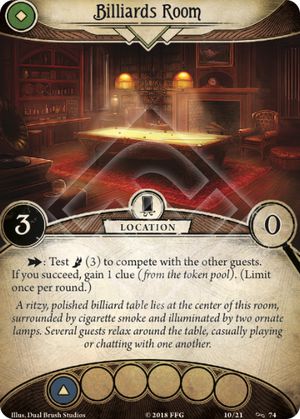 Billiards Room
3
LOCATION
0
: Test (3) to compete with the other guests.
If you succeed, gain 1 clue (from the token pool). (Limit
once per round.)
A ritzy, polished billiard table lies at the center of this room,
surrounded by cigarette smoke and illuminated by two ornate
lamps. Several guests relax around the table, casually playing
or chatting with one another.
Illus. Dual Brush Studios
© 2018 FFG
10/21
74